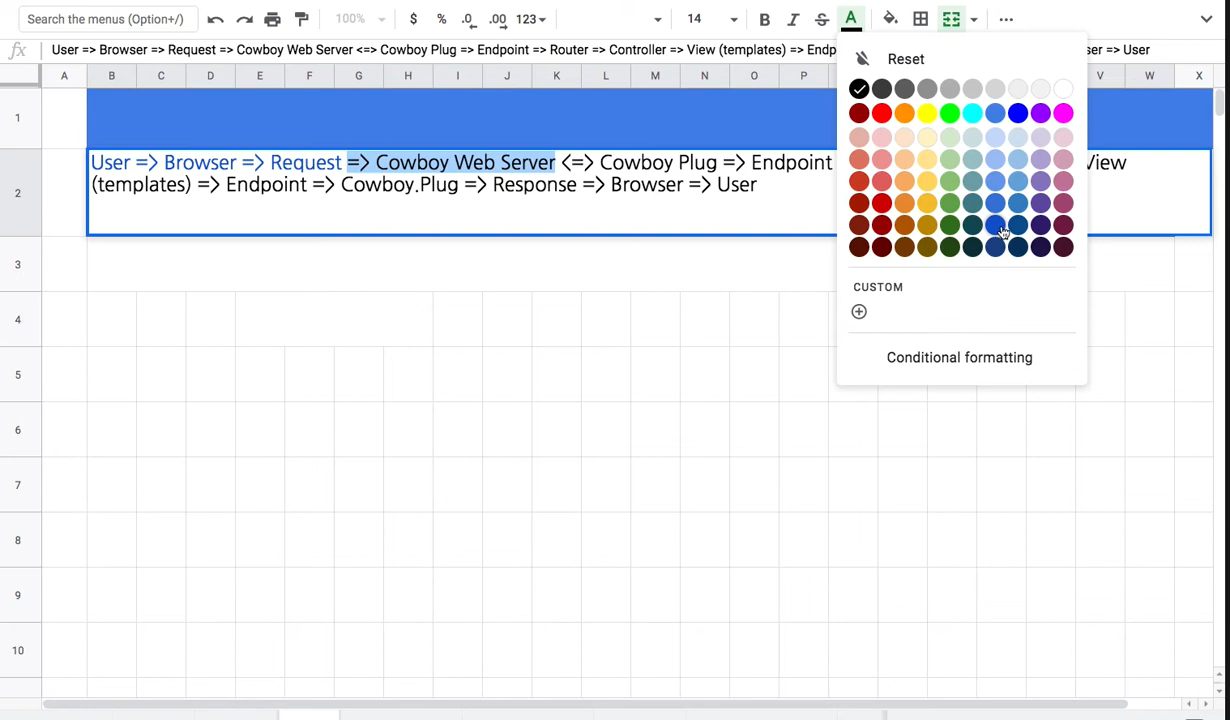 Search the menus (Option+/)
100%
$
%
.0
.00
123
14
B
I
S
A
fx
User => Browser => Request => Cowboy Web Server <=> Cowboy Plug => Endpoint => Router => Controller => View (templates) => Endp
ser => User
A B C D E F G H I J K L M N O P V W X
1
2
3
4
5
6
7
8
9
10
User => Browser => Request => Cowboy Web Server <=> Cowboy Plug => Endpoint
View
(templates) => Endpoint => Cowboy.Plug => Response => Browser => User
Reset
CUSTOM
Conditional formatting